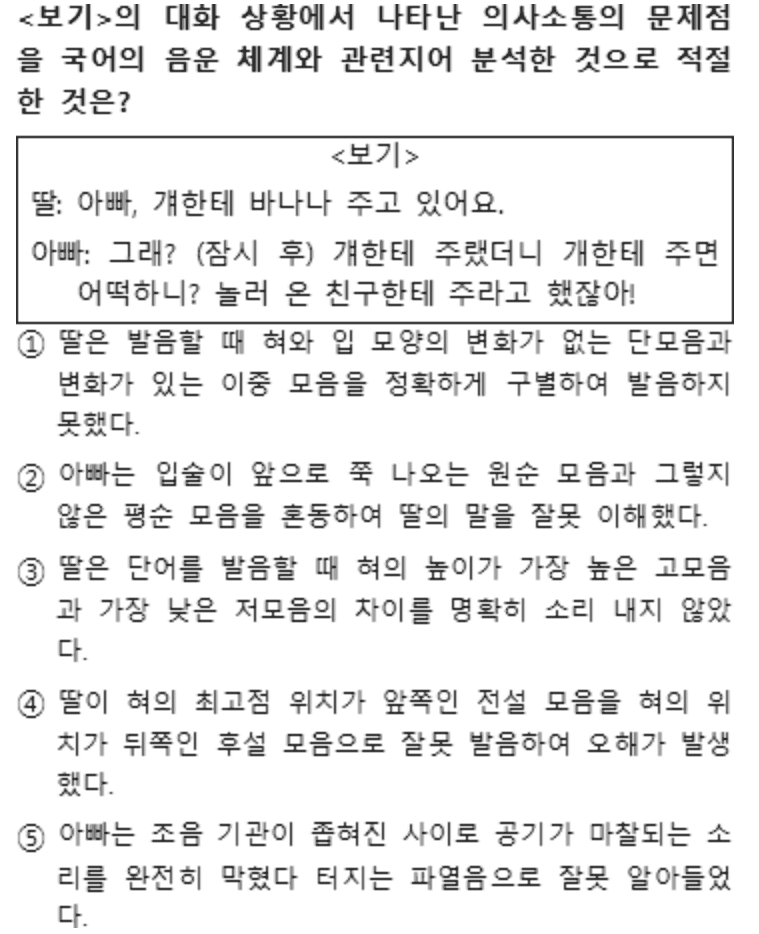 <보기>의 대화 상황에서 나타난 의사소통의 문제점
을 국어의 음운 체계와 관련지어 분석한 것으로 적절
한 것은?
<보기>
딸: 아빠, 걔한테 바나나 주고 있어요.
아빠: 그래? (잠시 후) 걔한테 주랬더니 개한테 주면
어떡하니? 놀러 온 친구한테 주라고 했잖아!
① 딸은 발음할 때 혀와 입 모양의 변화가 없는 단모음과
변화가 있는 이중 모음을 정확하게 구별하여 발음하지
못했다.
② 아빠는 입술이 앞으로 쭉 나오는 원순 모음과 그렇지
않은 평순 모음을 혼동하여 딸의 말을 잘못 이해했다.
③ 딸은 단어를 발음할 때 혀의 높이가 가장 높은 고모음
과 가장 낮은 저모음의 차이를 명확히 소리 내지 않았
다.
④ 딸이 혀의 최고점 위치가 앞쪽인 전설 모음을 혀의 위
치가 뒤쪽인 후설 모음으로 잘못 발음하여 오해가 발생
했다.
⑤ 아빠는 조음 기관이 좁혀진 사이로 공기가 마찰되는 소
리를 완전히 막혔다 터지는 파열음으로 잘못 알아들었
다.